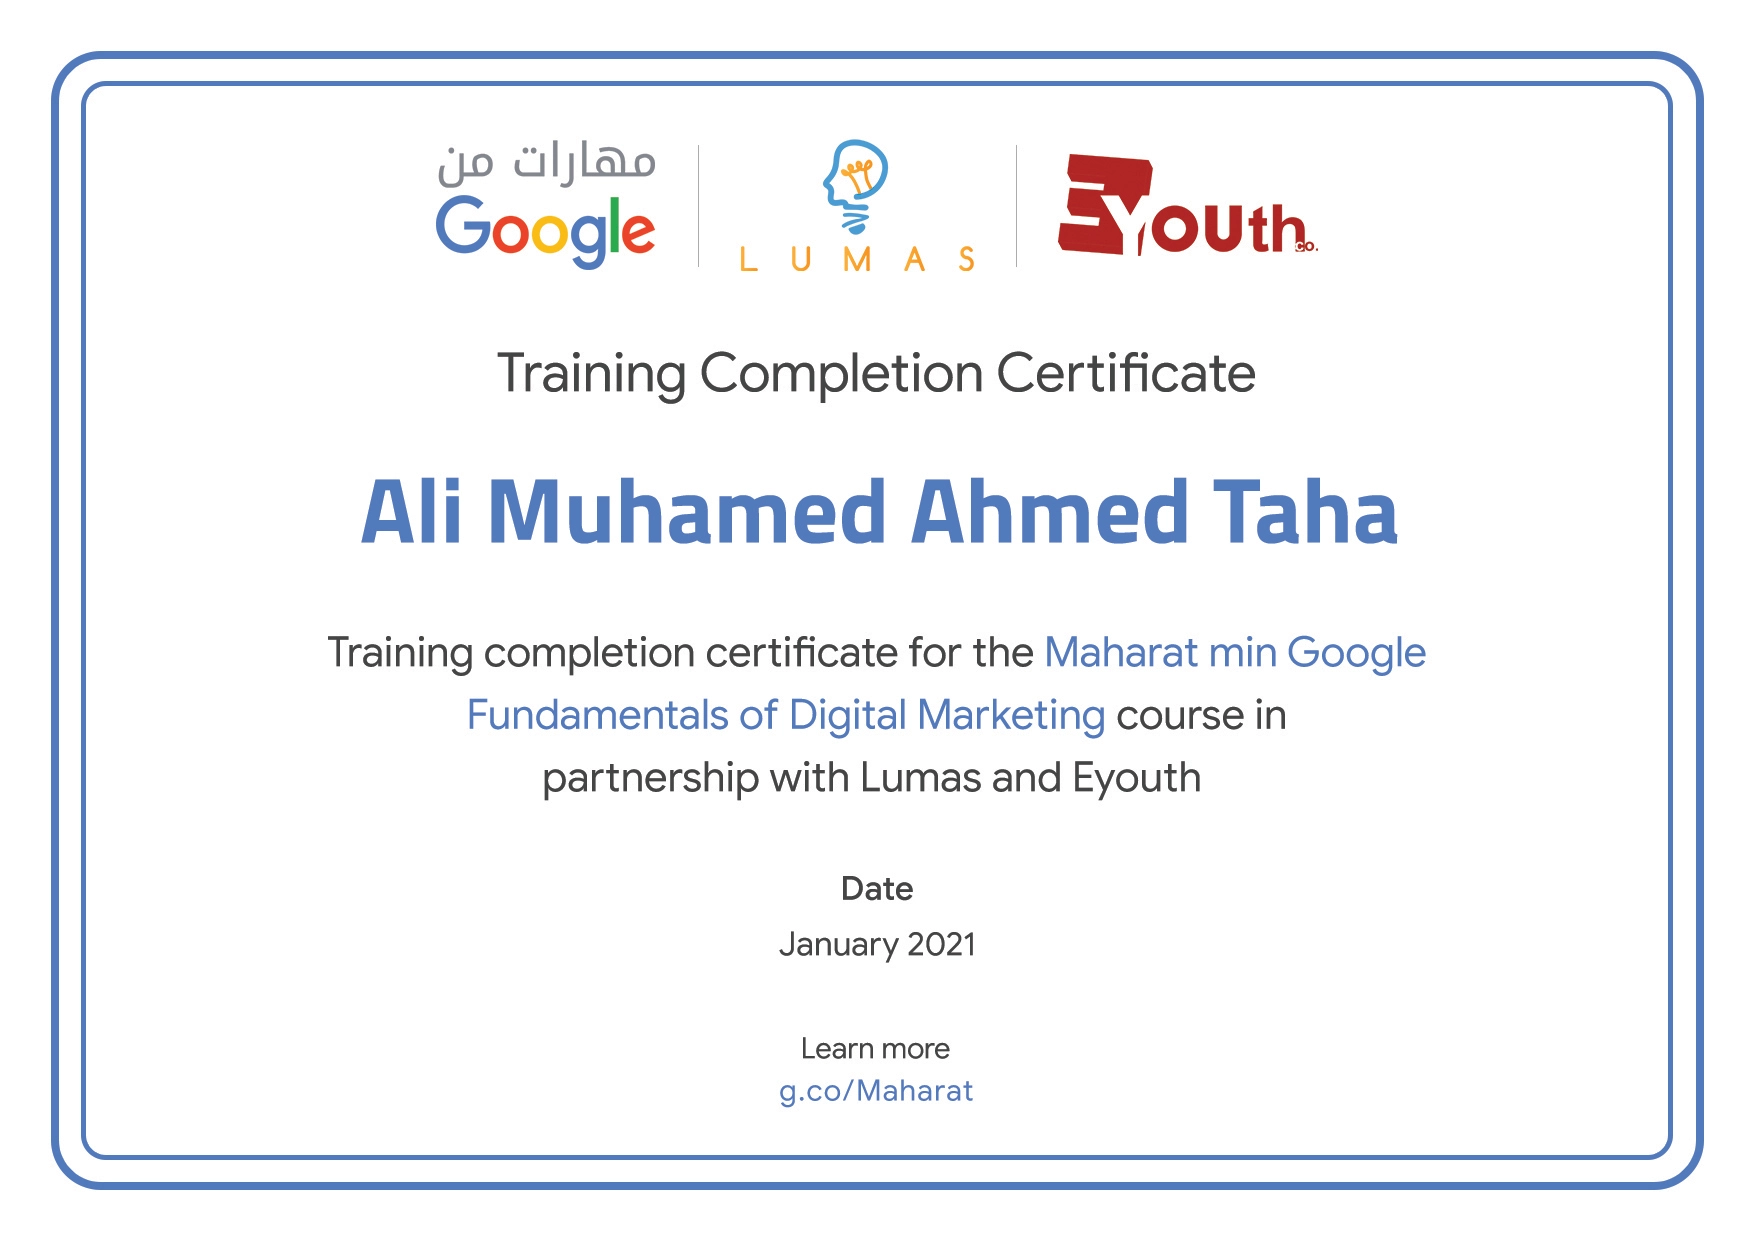 مهارات من
Google
LUMAS
EYouth co.
Training Completion Certificate
Ali Muhamed Ahmed Taha
Training completion certificate for the Maharat min Google
Fundamentals of Digital Marketing course in
partnership with Lumas and Eyouth
Date
January 2021
Learn more
g.co/Maharat